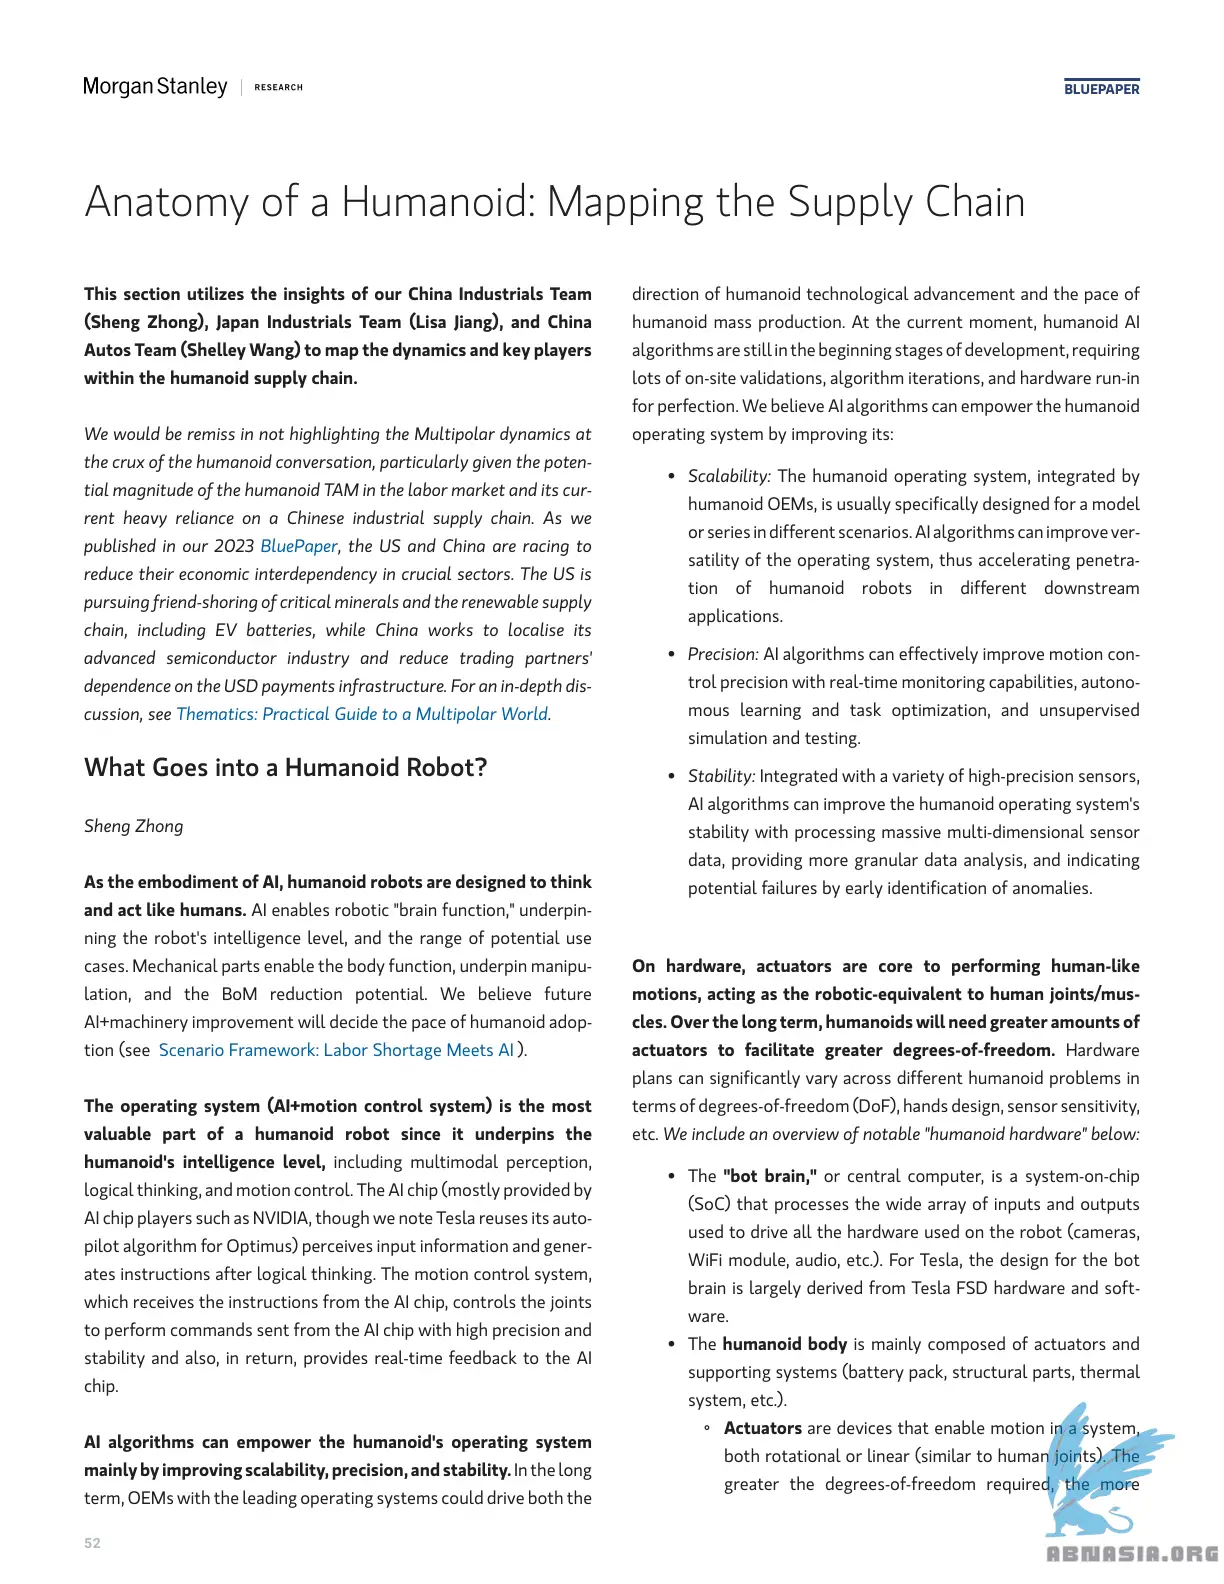 Morgan Stanley | RESEARCH
BLUEPAPER
Anatomy of a Humanoid: Mapping the Supply Chain
This section utilizes the insights of our China Industrials Team
(Sheng Zhong), Japan Industrials Team (Lisa Jiang), and China
Autos Team (Shelley Wang) to map the dynamics and key players
within the humanoid supply chain.
We would be remiss in not highlighting the Multipolar dynamics at
the crux of the humanoid conversation, particularly given the poten-
tial magnitude of the humanoid TAM in the labor market and its cur-
rent heavy reliance on a Chinese industrial supply chain. As we
published in our 2023 BluePaper, the US and China are racing to
reduce their economic interdependency in crucial sectors. The US is
pursuing friend-shoring of critical minerals and the renewable supply
chain, including EV batteries, while China works to localise its
advanced semiconductor industry and reduce trading partners'
dependence on the USD payments infrastructure. For an in-depth dis-
cussion, see Thematics: Practical Guide to a Multipolar World.
What Goes into a Humanoid Robot?
Sheng Zhong
As the embodiment of AI, humanoid robots are designed to think
and act like humans. AI enables robotic "brain function," underpin-
ning the robot's intelligence level, and the range of potential use
cases. Mechanical parts enable the body function, underpin manipu-
lation, and the BoM reduction potential. We believe future
AI+machinery improvement will decide the pace of humanoid adop-
tion (see Scenario Framework: Labor Shortage Meets AI ).
The operating system (AI+motion control system) is the most
valuable part of a humanoid robot since it underpins the
humanoid's intelligence level, including multimodal perception,
logical thinking, and motion control. The AI chip (mostly provided by
AI chip players such as NVIDIA, though we note Tesla reuses its auto-
pilot algorithm for Optimus) perceives input information and gener-
ates instructions after logical thinking. The motion control system,
which receives the instructions from the AI chip, controls the joints
to perform commands sent from the AI chip with high precision and
stability and also, in return, provides real-time feedback to the AI
chip.
AI algorithms can empower the humanoid's operating system
mainly by improving scalability, precision, and stability. In the long
term, OEMs with the leading operating systems could drive both the
direction of humanoid technological advancement and the pace of
humanoid mass production. At the current moment, humanoid AI
algorithms are still in the beginning stages of development, requiring
lots of on-site validations, algorithm iterations, and hardware run-in
for perfection. We believe AI algorithms can empower the humanoid
operating system by improving its:
• Scalability: The humanoid operating system, integrated by
humanoid OEMs, is usually specifically designed for a model
or series in different scenarios. AI algorithms can improve ver-
satility of the operating system, thus accelerating penetra-
tion of humanoid robots in different downstream
applications.
• Precision: AI algorithms can effectively improve motion con-
trol precision with real-time monitoring capabilities, autono-
mous learning and task optimization, and unsupervised
simulation and testing.
• Stability: Integrated with a variety of high-precision sensors,
AI algorithms can improve the humanoid operating system's
stability with processing massive multi-dimensional sensor
data, providing more granular data analysis, and indicating
potential failures by early identification of anomalies.
On hardware, actuators are core to performing human-like
motions, acting as the robotic-equivalent to human joints/mus-
cles. Over the long term, humanoids will need greater amounts of
actuators to facilitate greater degrees-of-freedom. Hardware
plans can significantly vary across different humanoid problems in
terms of degrees-of-freedom (DoF), hands design, sensor sensitivity,
etc. We include an overview of notable "humanoid hardware" below:
• The "bot brain," or central computer, is a system-on-chip
(SoC) that processes the wide array of inputs and outputs
used to drive all the hardware used on the robot (cameras,
WiFi module, audio, etc.). For Tesla, the design for the bot
brain is largely derived from Tesla FSD hardware and soft-
ware.
• The humanoid body is mainly composed of actuators and
supporting systems (battery pack, structural parts, thermal
system, etc.).
° Actuators are devices that enable motion in a system,
both rotational or linear (similar to human joints). The
greater the degrees-of-freedom required, the more
52
ABNASIA.ORG